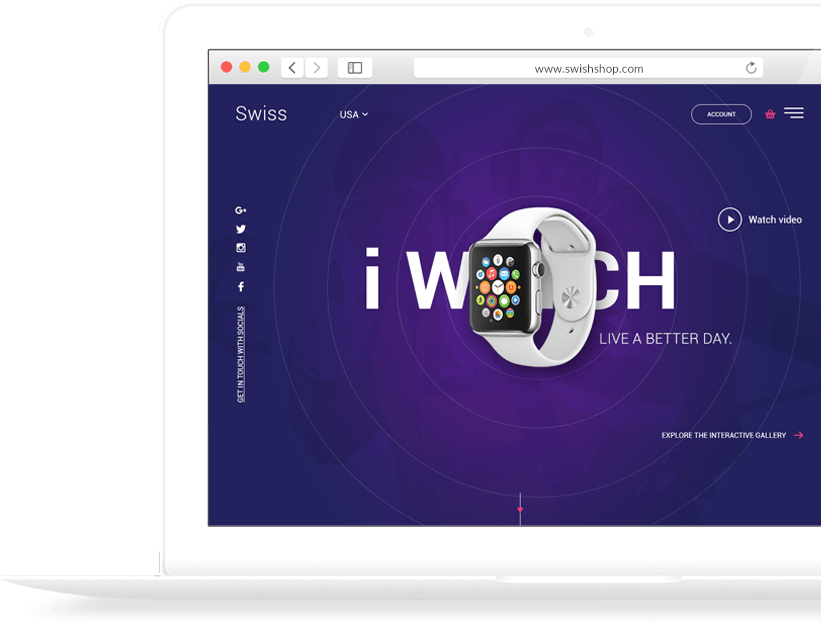 www.swishshop.com
Swiss
USA
ACCOUNT
Watch video
i W CH
LIVE A BETTER DAY.
GET IN TOUCH WITH SOCIALS
EXPLORE THE INTERACTIVE GALLERY